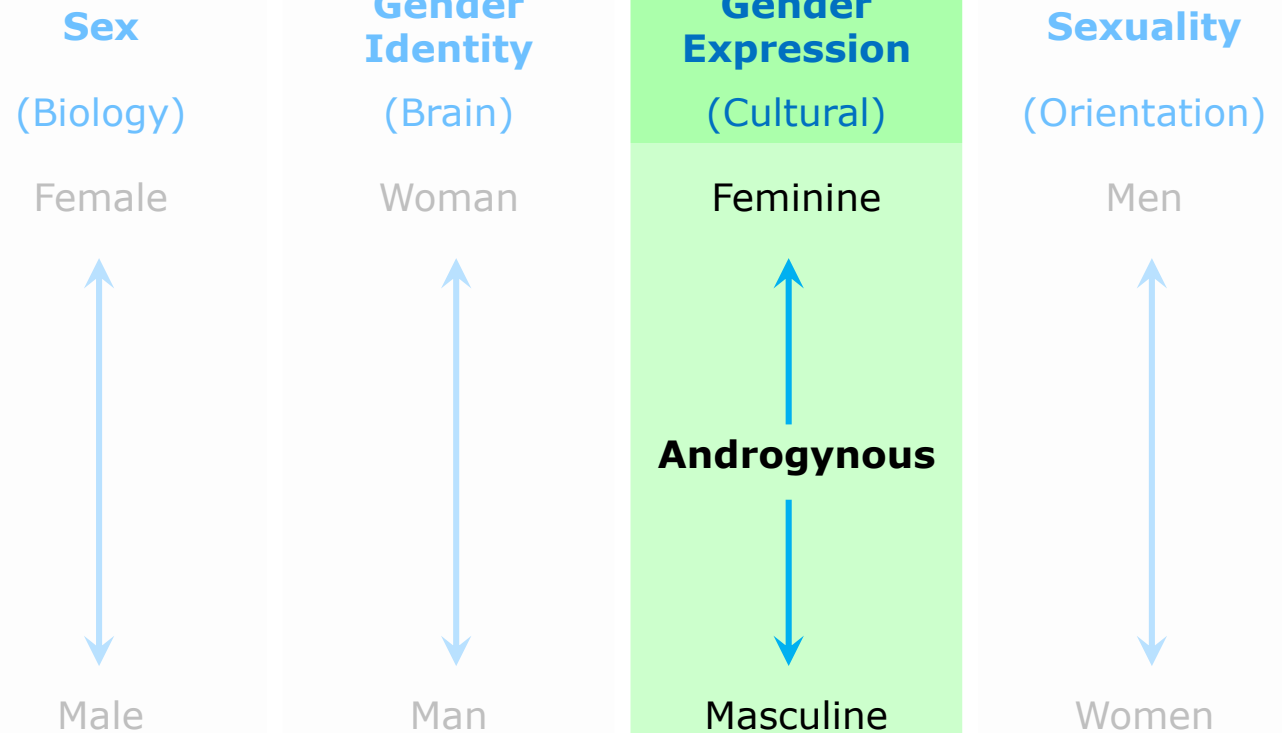 Sex
Gender
Identity
Gender
Expression
Sexuality
(Biology)
(Brain)
(Cultural)
(Orientation)
Female
Woman
Feminine
Men
Androgynous
Male
Man
Masculine
Women